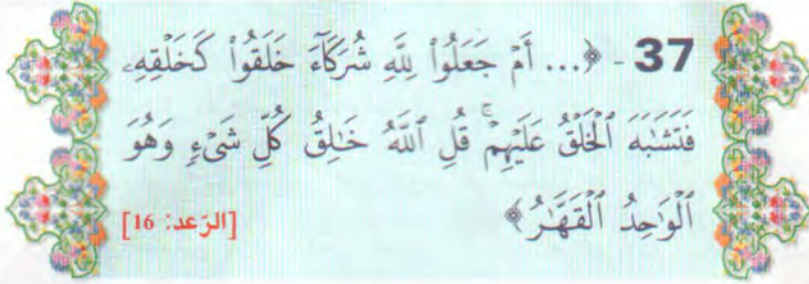 37 - ﴿... أَمْ جَعَلُوا۟ لِلَّهِ شُرَكَآءَ خَلَقُوا۟ كَخَلْقِهِۦ
فَتَشَٰبَهَ ٱلْخَلْقُ عَلَيْهِمْ ۚ قُلِ ٱللَّهُ خَٰلِقُ كُلِّ شَىْءٍ وَهُوَ
ٱلْوَٰحِدُ ٱلْقَهَّٰرُ﴾ [الرّعد: 16]